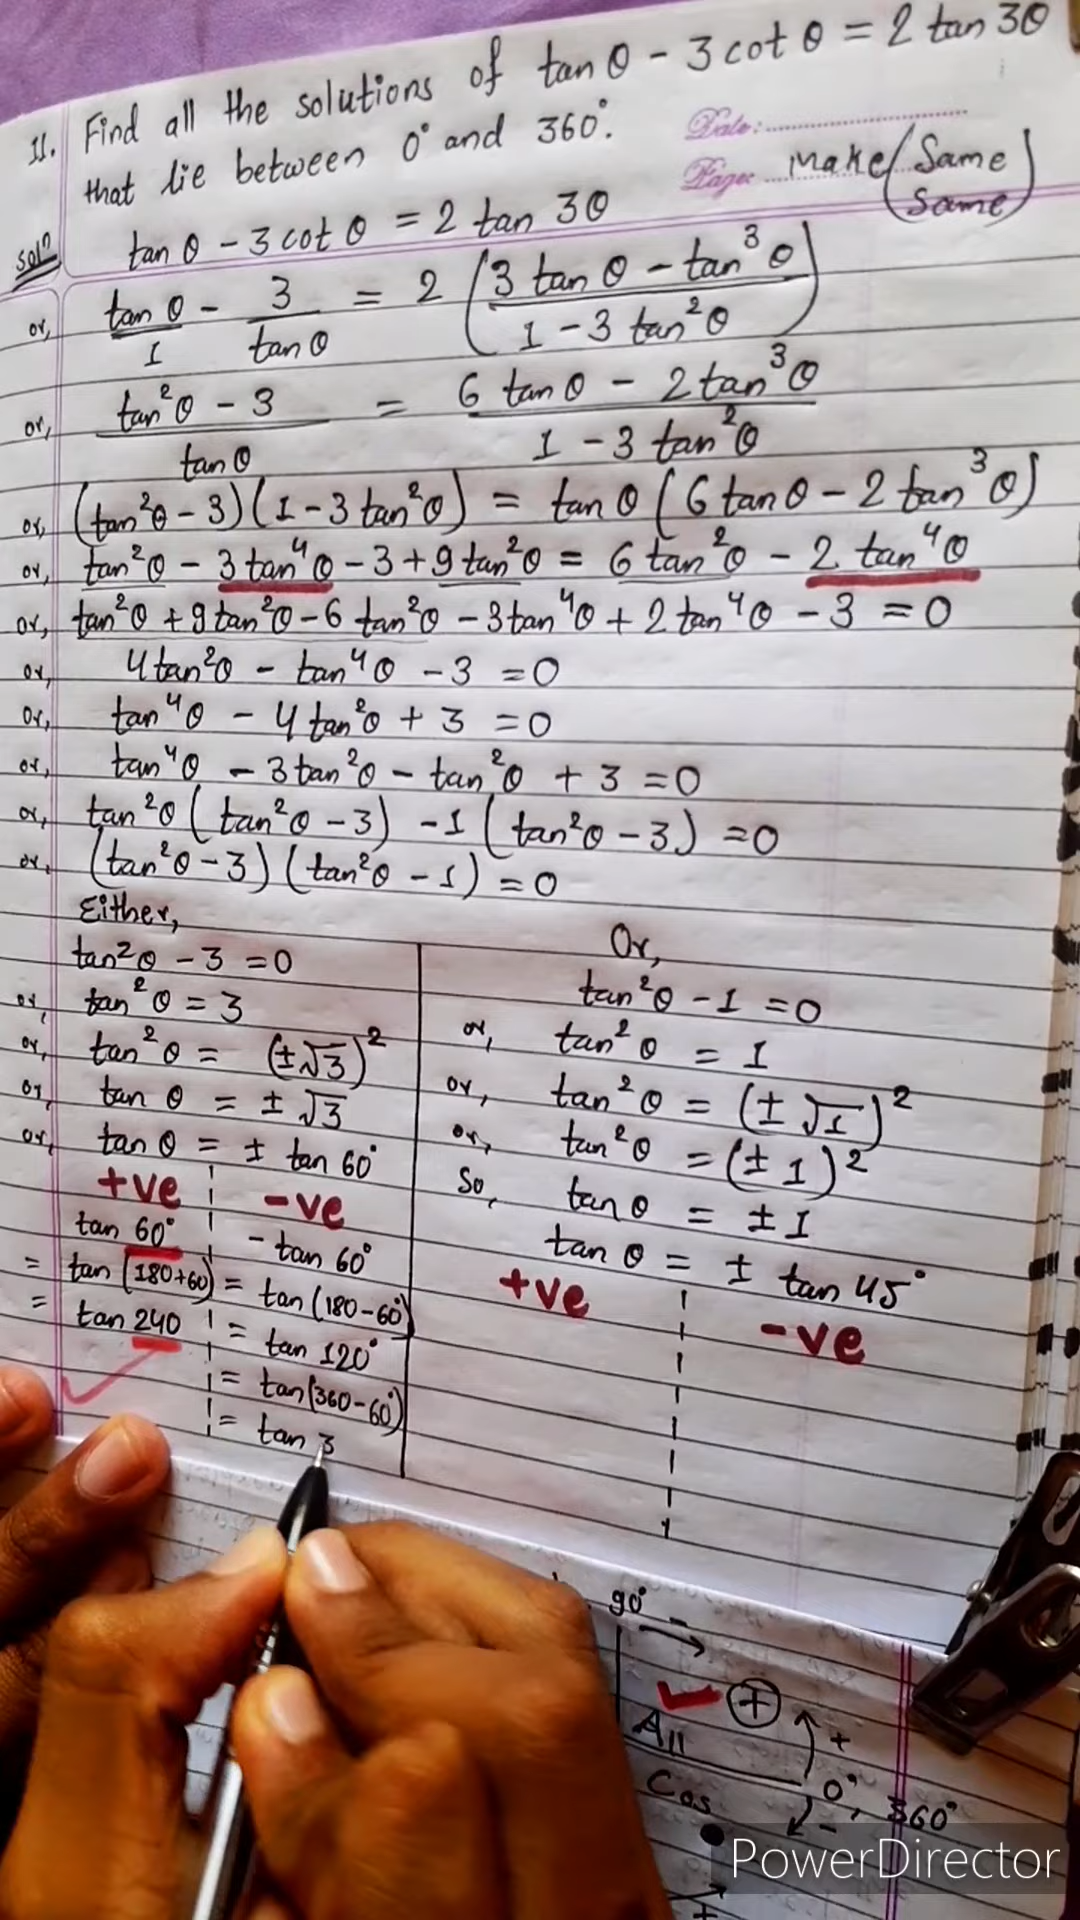 11. Find all the solutions of tan θ - 3 cot θ = 2 tan 3θ
that lie between 0° and 360°.
Date:
Page: Make (Same
Same)
Solⁿ
tan θ - 3 cot θ = 2 tan 3θ
or, tan θ/1 - 3/tan θ = 2 (3 tan θ - tan³θ / 1 - 3 tan²θ)
or, tan²θ - 3 / tan θ = 6 tan θ - 2 tan³θ / 1 - 3 tan²θ
or, (tan²θ - 3)(1 - 3 tan²θ) = tan θ (6 tan θ - 2 tan³θ)
or, tan²θ - 3 tan⁴θ - 3 + 9 tan²θ = 6 tan²θ - 2 tan⁴θ
or, tan²θ + 9 tan²θ - 6 tan²θ - 3 tan⁴θ + 2 tan⁴θ - 3 = 0
or, 4 tan²θ - tan⁴θ - 3 = 0
or, tan⁴θ - 4 tan²θ + 3 = 0
or, tan⁴θ - 3 tan²θ - tan²θ + 3 = 0
or, tan²θ (tan²θ - 3) - 1 (tan²θ - 3) = 0
or, (tan²θ - 3)(tan²θ - 1) = 0
Either,
tan²θ - 3 = 0
or, tan²θ = 3
or, tan²θ = (±√3)²
or, tan θ = ±√3
or, tan θ = ± tan 60°
+ve
tan 60°
= tan (180+60)
= tan 240
-ve
- tan 60°
= tan (180-60°)
= tan 120°
= tan (360-60°)
= tan 3
Or,
tan²θ - 1 = 0
or, tan²θ = 1
or, tan²θ = (±√1)²
or, tan²θ = (±1)²
So, tan θ = ±1
tan θ = ± tan 45°
+ve
-ve
90° -
+
All
+
Cos
0°, 360°
-
+
PowerDirector